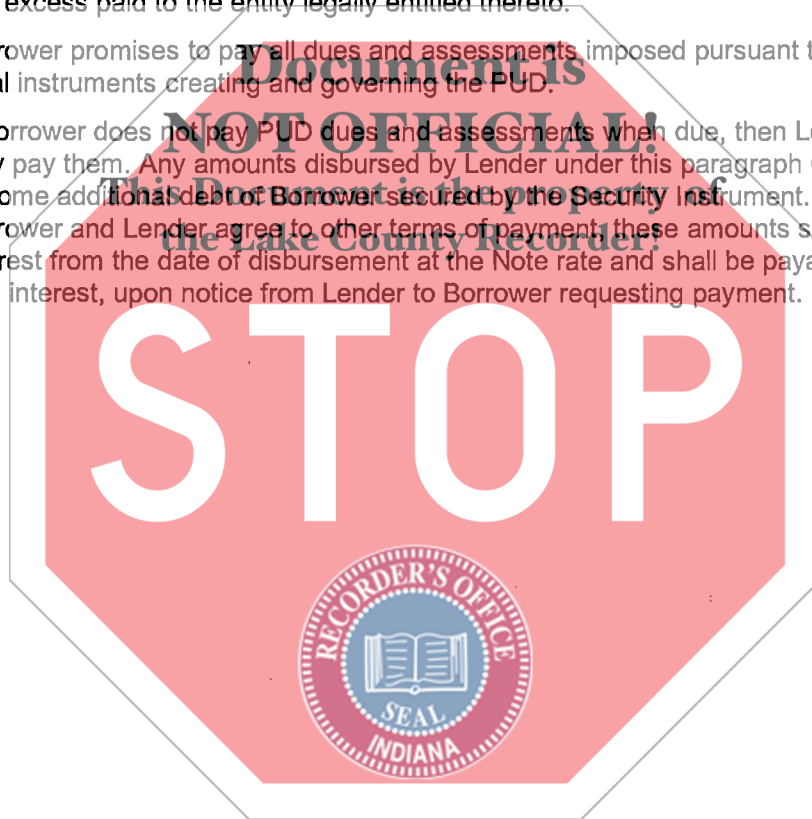 excess paid to the entity legally entitled thereto.
rower promises to pay all dues and assessments imposed pursuant t
l instruments creating and governing the PUD.
orrower does not pay PUD dues and assessments when due, then L
y pay them. Any amounts disbursed by Lender under this paragraph
ome additional debt of Borrower secured by the Security Instrument.
rower and Lender agree to other terms of payment, these amounts s
rest from the date of disbursement at the Note rate and shall be paya
interest, upon notice from Lender to Borrower requesting payment.
Document is
NOT OFFICIAL!
This Document is the property of
the Lake County Recorder!
STOP
RECORDER'S OFFICE
SEAL
INDIANA